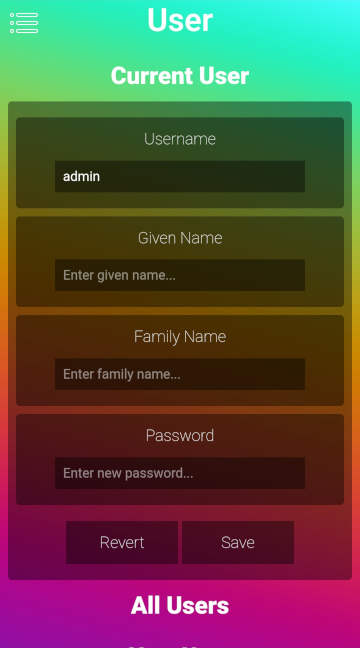 User
Current User
Username
admin
Given Name
Enter given name...
Family Name
Enter family name...
Password
Enter new password...
Revert Save
All Users